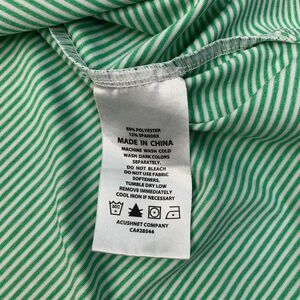 88% POLYESTER
12% SPANDEX
MADE IN CHINA
MACHINE WASH COLD
WASH DARK COLORS
SEPARATELY.
DO NOT BLEACH
DO NOT USE FABRIC
SOFTENERS.
TUMBLE DRY LOW
REMOVE IMMEDIATELY
COOL IRON IF NECESSARY
ACUSHNET COMPANY
CA#28544